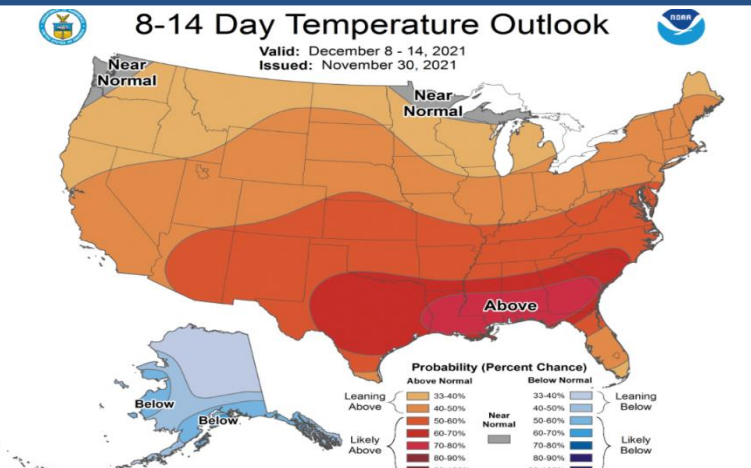 8-14 Day Temperature Outlook
NOAA
Valid: December 8 - 14, 2021
Issued: November 30, 2021
Near
Normal
Near
Normal
Above
Below
Below
Probability (Percent Chance)
Above Normal
Below Normal
Leaning
Above
33-40%
40-50%
Likely
Above
50-60%
60-70%
70-80%
80-90%
Near
Normal
33-40%
40-50%
Leaning
Below
50-60%
60-70%
70-80%
80-90%
Likely
Below